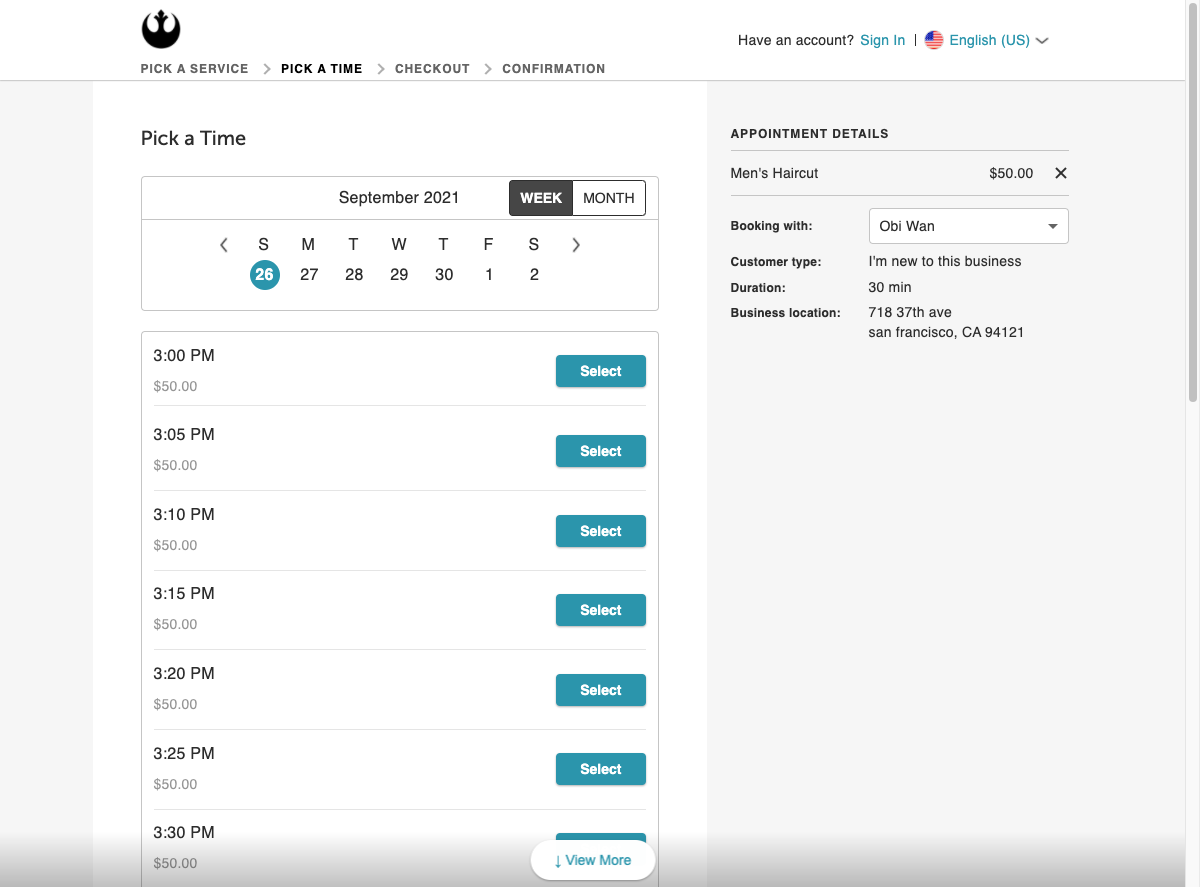 Have an account? Sign In | English (US)
PICK A SERVICE > PICK A TIME > CHECKOUT > CONFIRMATION
Pick a Time
September 2021 WEEK MONTH
< S M T W T F S >
26 27 28 29 30 1 2
3:00 PM
$50.00
Select
3:05 PM
$50.00
Select
3:10 PM
$50.00
Select
3:15 PM
$50.00
Select
3:20 PM
$50.00
Select
3:25 PM
$50.00
Select
3:30 PM
$50.00
↓ View More
APPOINTMENT DETAILS
Men's Haircut $50.00 ✕
Booking with: Obi Wan
Customer type: I'm new to this business
Duration: 30 min
Business location: 718 37th ave
san francisco, CA 94121